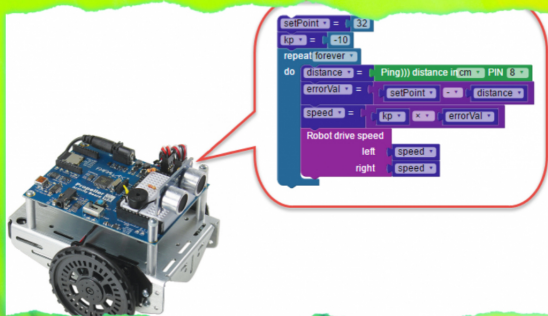 setPoint = 32
kp = -10
repeat forever
do distance = Ping))) distance in cm PIN 8
errorVal = setPoint - distance
speed = kp × errorVal
Robot drive speed
left speed
right speed
Propeller